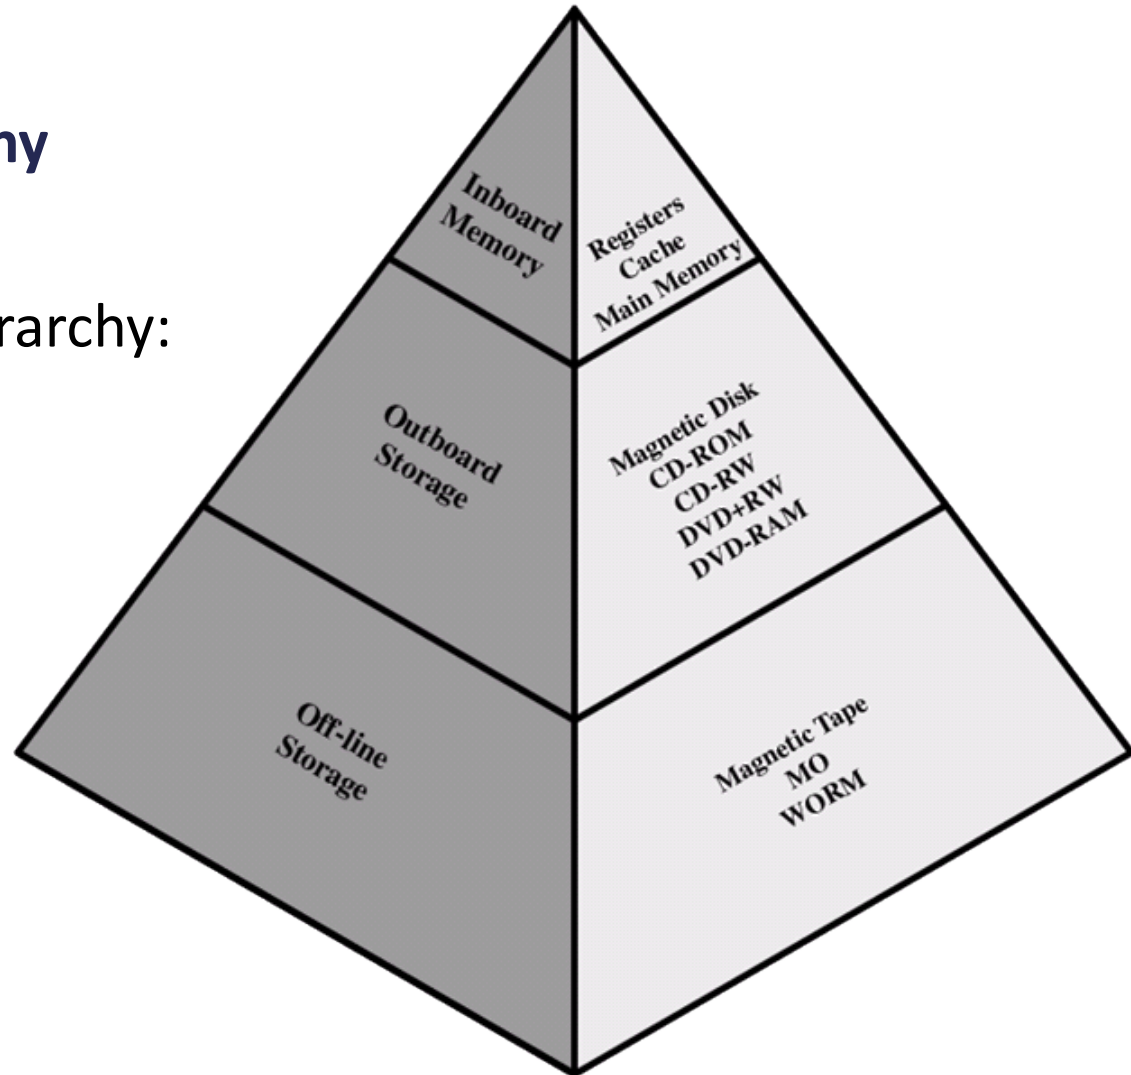 hy
rarchy:
Inboard
Memory
Registers
Cache
Main Memory
Outboard
Storage
Magnetic Disk
CD-ROM
CD-RW
DVD+RW
DVD-RAM
Off-line
Storage
Magnetic Tape
MO
WORM